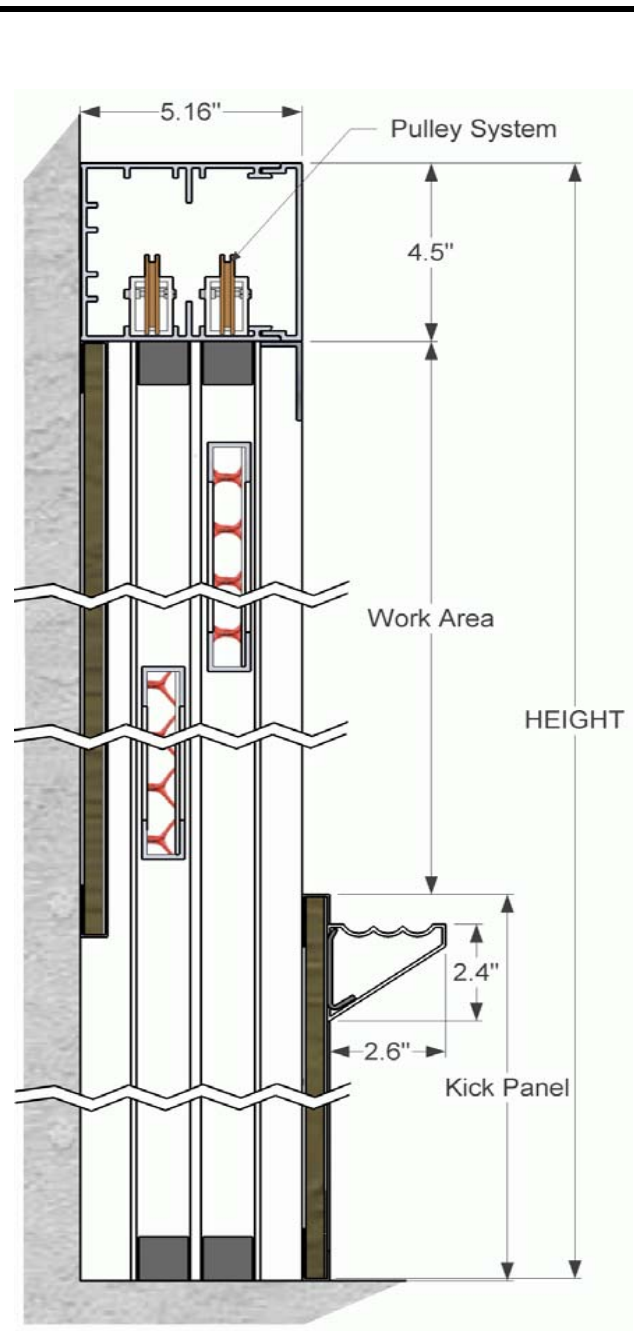 5.16"
Pulley System
4.5"
Work Area
HEIGHT
2.4"
2.6"
Kick Panel